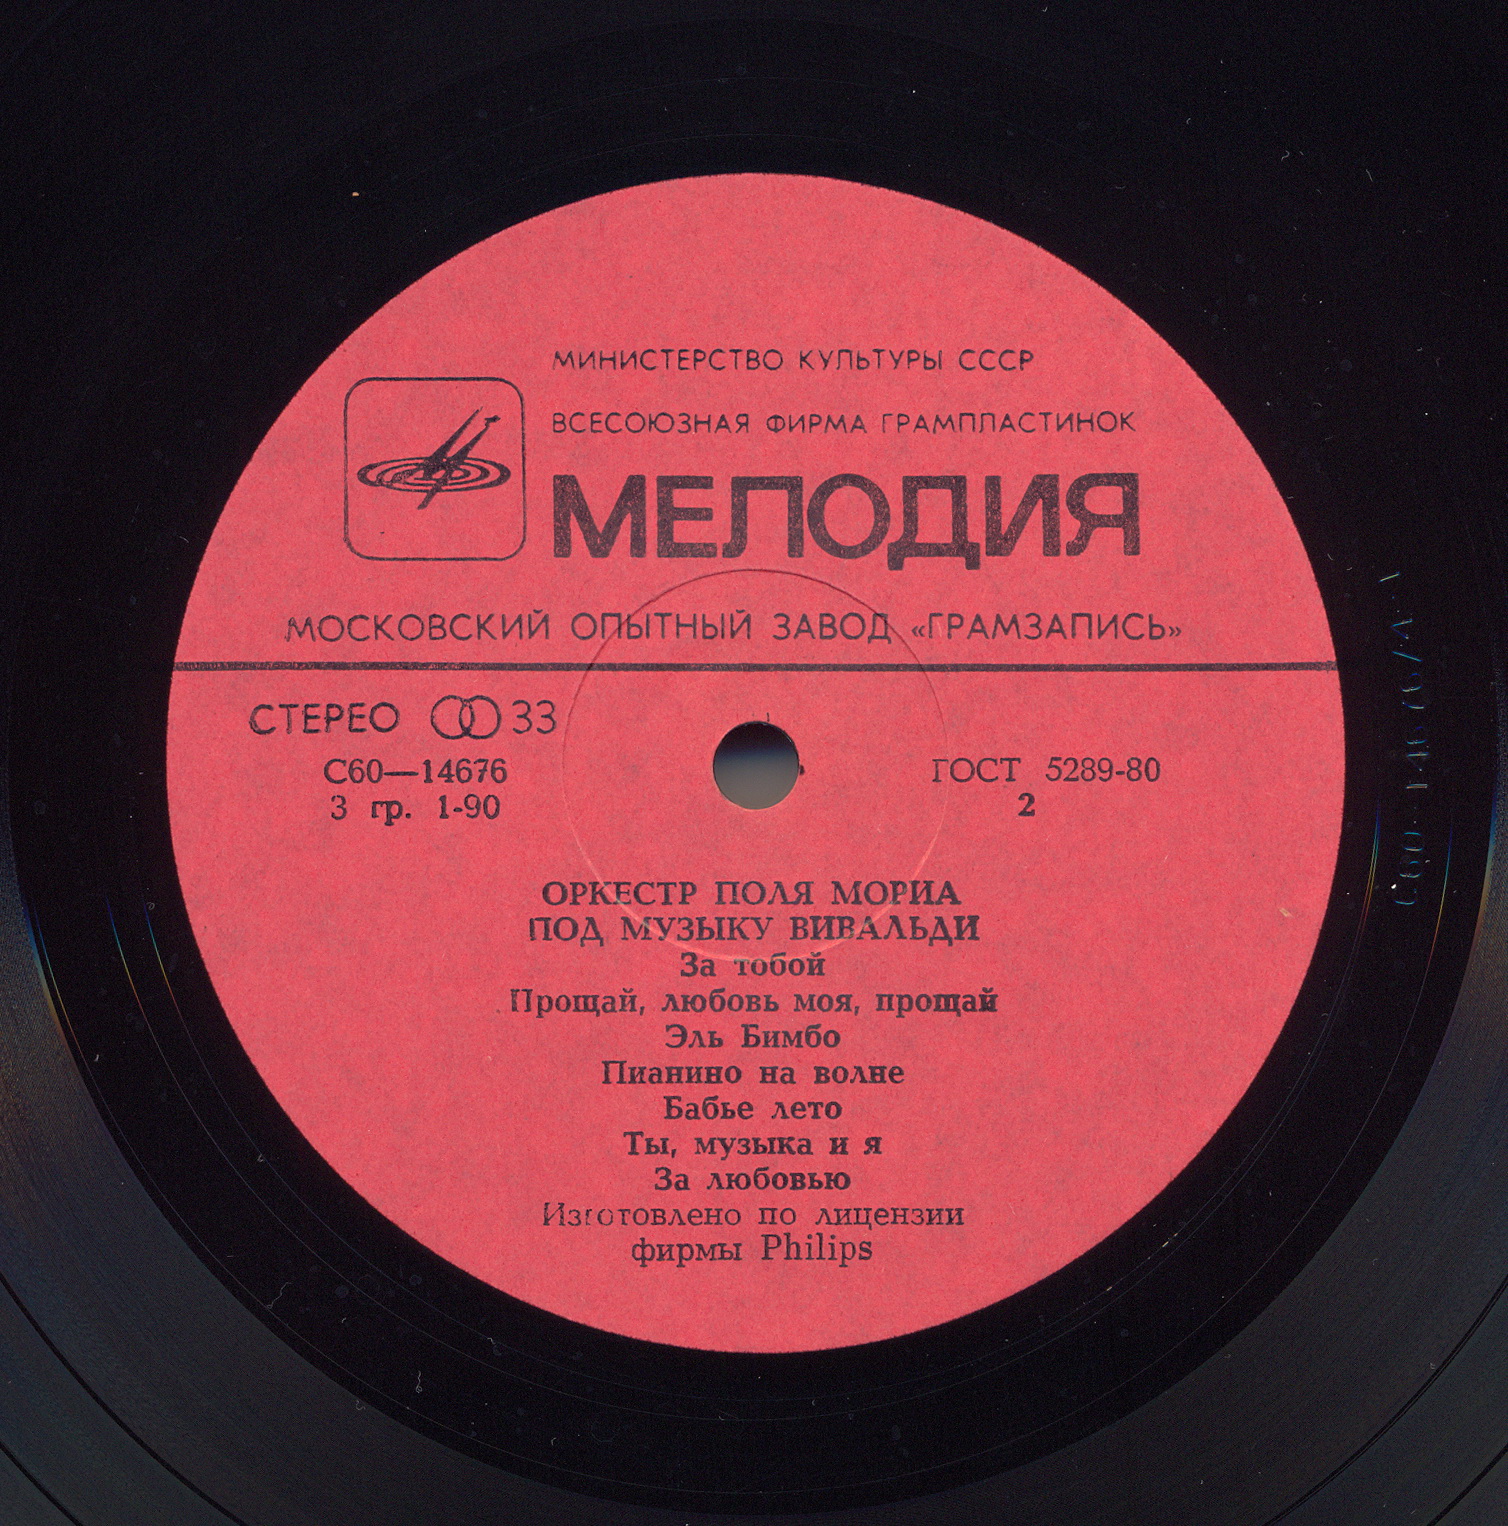 МИНИСТЕРСТВО КУЛЬТУРЫ СССР
ВСЕСОЮЗНАЯ ФИРМА ГРАМПЛАСТИНОК
МЕЛОДИЯ
МОСКОВСКИЙ ОПЫТНЫЙ ЗАВОД «ГРАМЗАПИСЬ»
СТЕРЕО 33
С60—14676
3 гр. 1-90
ГОСТ 5289-80
2
ОРКЕСТР ПОЛЯ МОРИА
ПОД МУЗЫКУ ВИВАЛЬДИ
За тобой
Прощай, любовь моя, прощай
Эль Бимбо
Пианино на волне
Бабье лето
Ты, музыка и я
За любовью
Изготовлено по лицензии
фирмы Philips